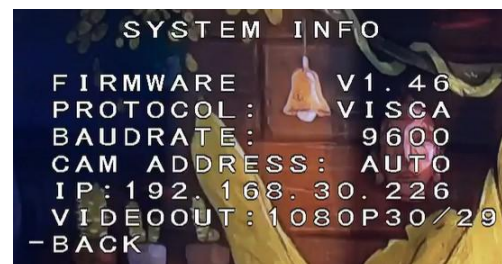 SYSTEM INFO
FIRMWARE V1.46
PROTOCOL: VISCA
BAUDRATE: 9600
CAM ADDRESS: AUTO
IP:192.168.30.226
VIDEOOUT:1080P30/29
-BACK